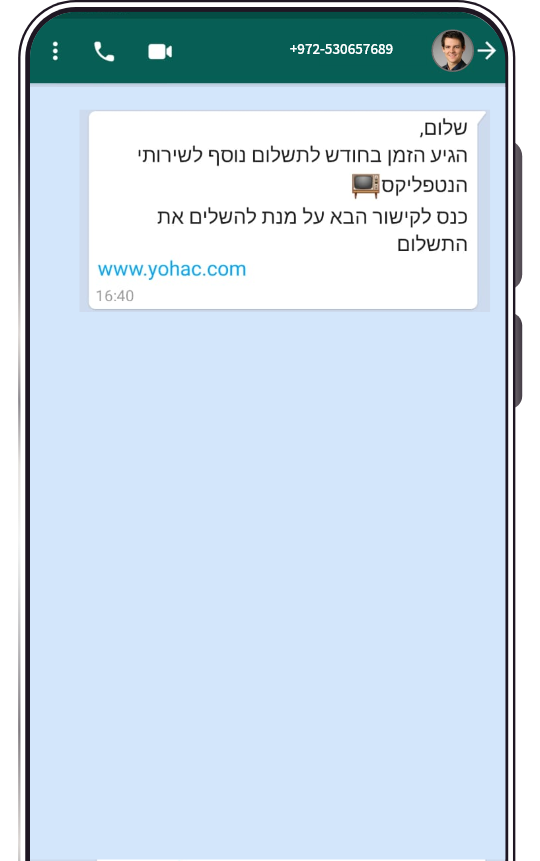 +972-530657689
שלום,
הגיע הזמן בחודש לתשלום נוסף לשירותי
הנטפליקס📺
כנס לקישור הבא על מנת להשלים את
התשלום
www.yohac.com
16:40